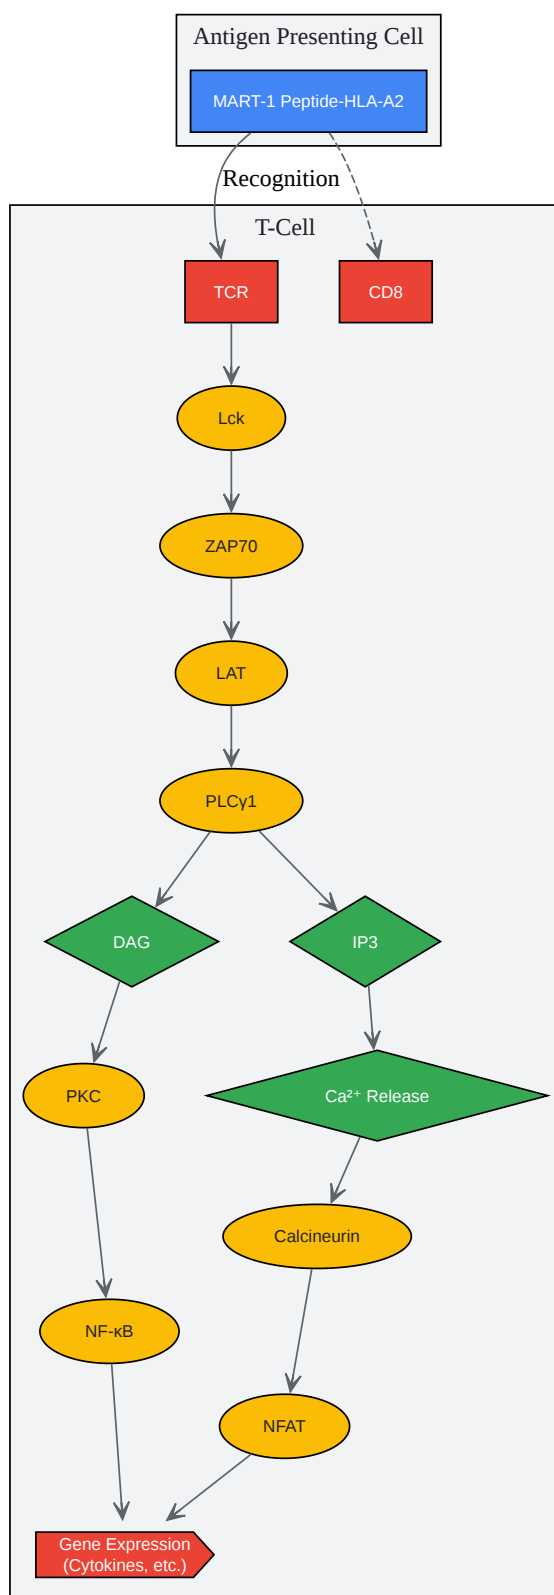 Antigen Presenting Cell
MART-1 Peptide-HLA-A2
Recognition
T-Cell
TCR
CD8
Lck
ZAP70
LAT
PLCγ1
DAG
IP3
PKC
Ca²⁺ Release
Calcineurin
NF-κB
NFAT
Gene Expression
(Cytokines, etc.)